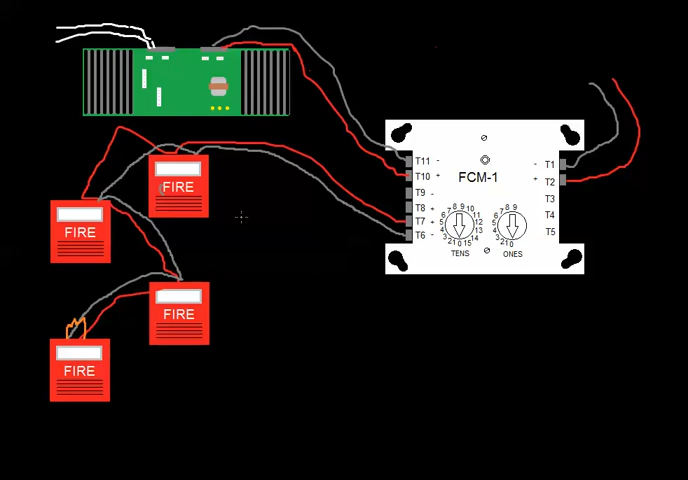 FCM-1
T11 -
T10 +
T9 -
T8 +
T7 +
T6 -
- T1
+ T2
T3
T4
T5
8 9
7 10
6 11
5 12
4 13
3 14
2 1 0 15
TENS
8 9
7
6
5
4
3
2 1 0
ONES
FIRE
FIRE
FIRE
FIRE